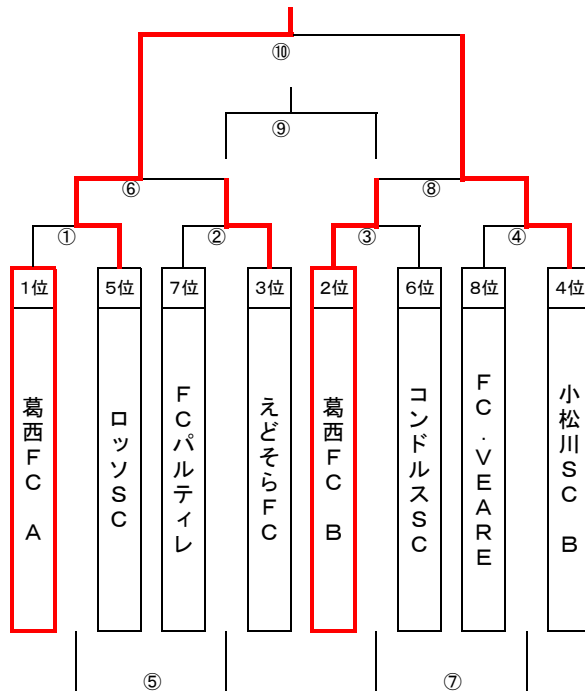 ⑩
⑨
⑥
⑧
①
②
③
④
1位
5位
7位
3位
2位
6位
8位
4位
葛西FC A
ロッソSC
FCパルティレ
えどそらFC
葛西FC B
コンドルスSC
FC.VEARE
小松川SC B
⑤
⑦